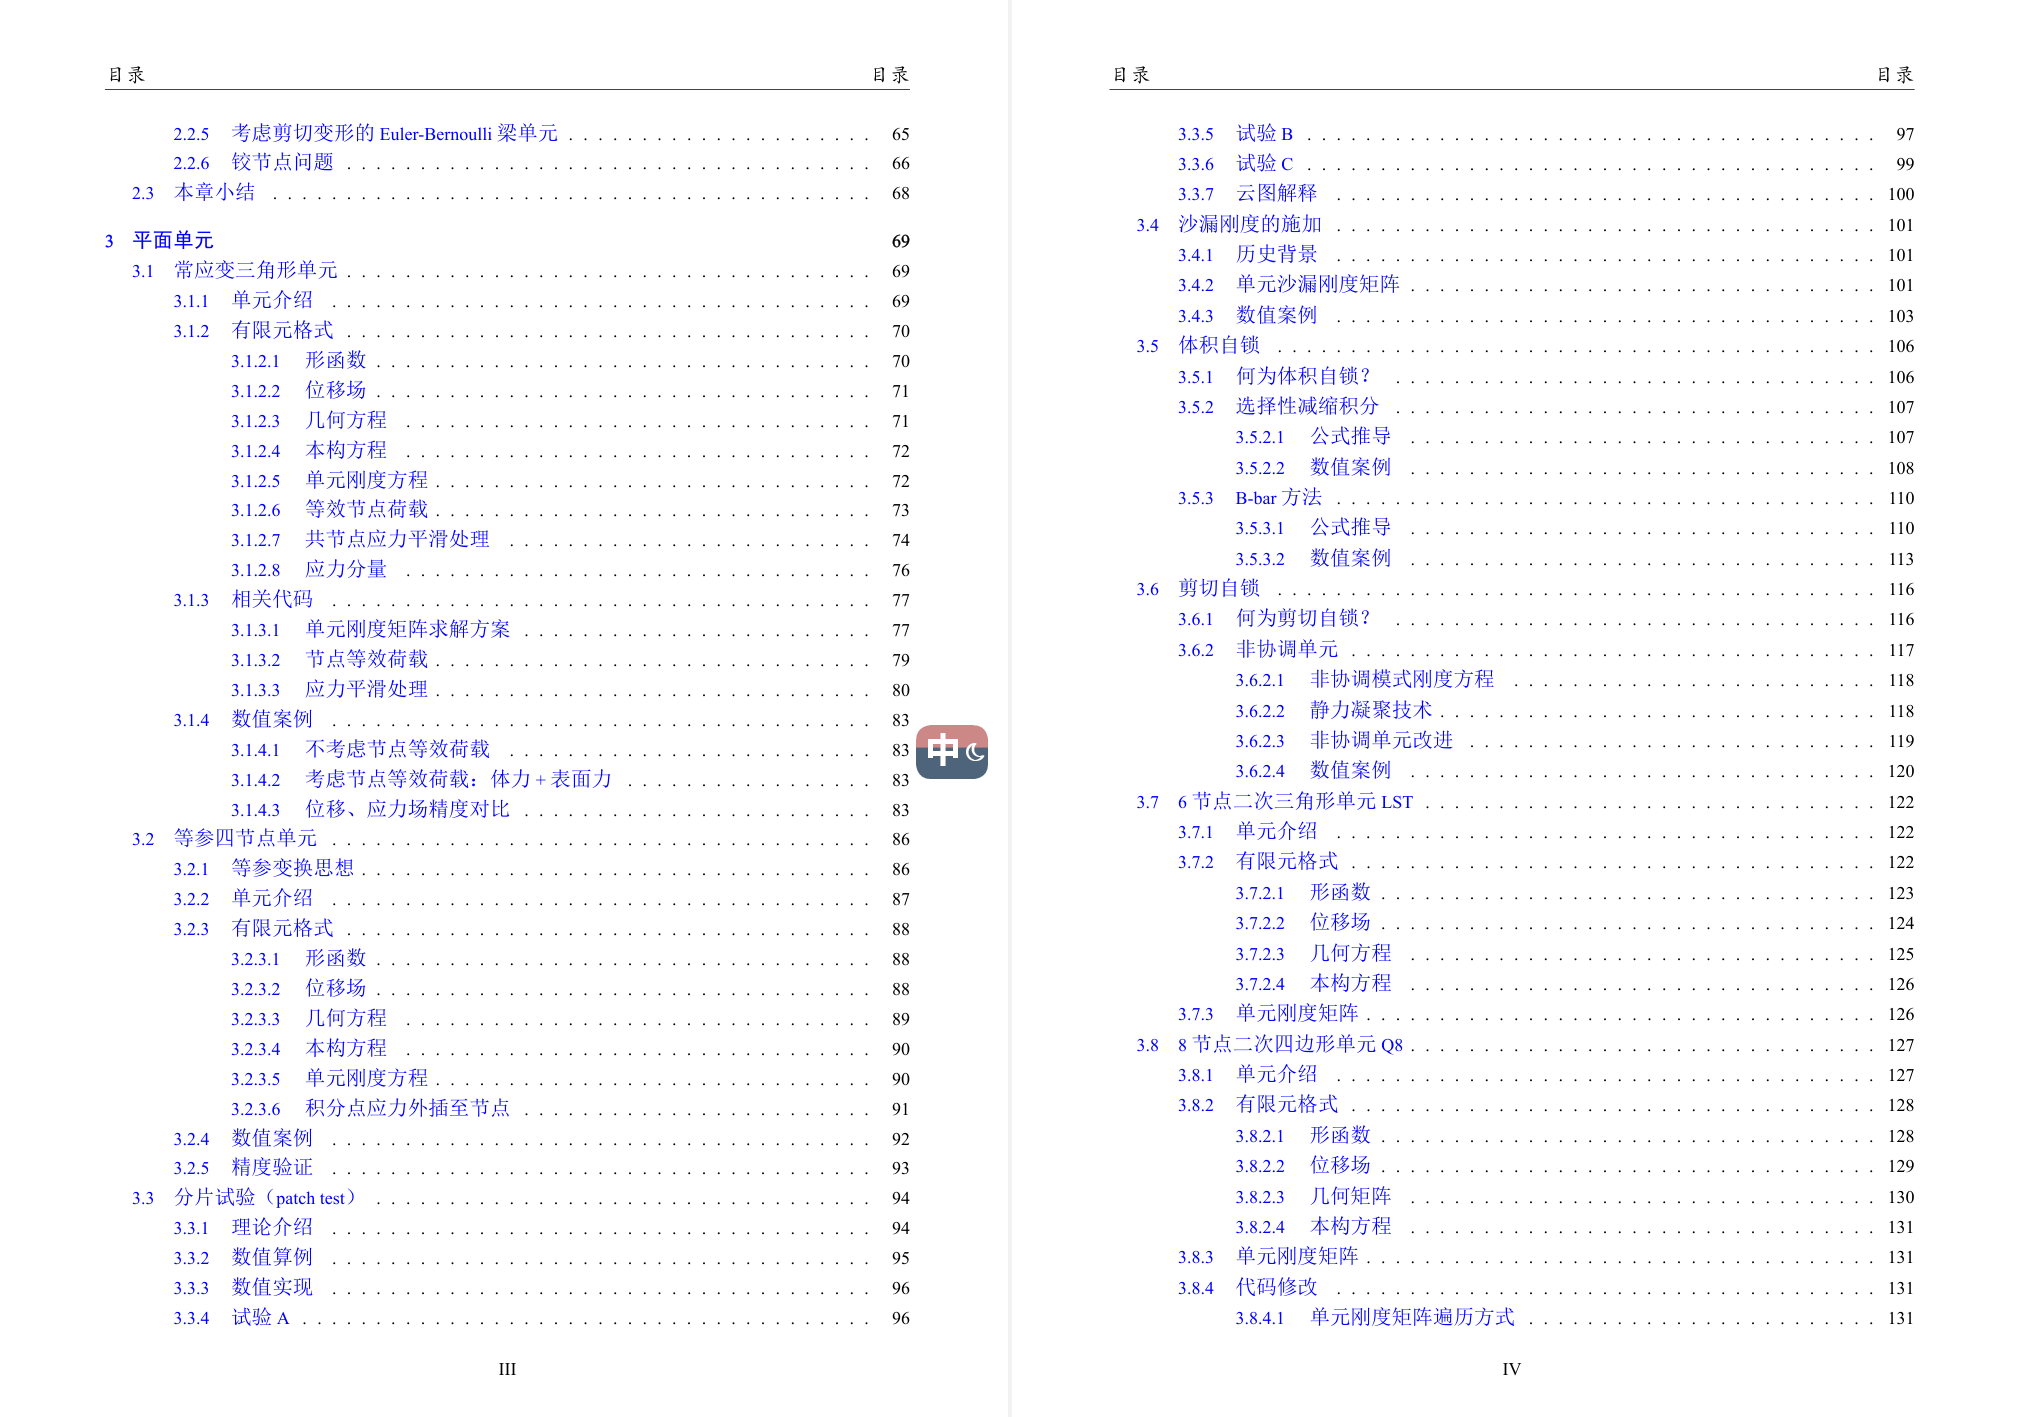 目录 目录
2.2.5 考虑剪切变形的 Euler-Bernoulli 梁单元 65
2.2.6 铰节点问题 66
2.3 本章小结 68
3 平面单元 69
3.1 常应变三角形单元 69
3.1.1 单元介绍 69
3.1.2 有限元格式 70
3.1.2.1 形函数 70
3.1.2.2 位移场 71
3.1.2.3 几何方程 71
3.1.2.4 本构方程 72
3.1.2.5 单元刚度方程 72
3.1.2.6 等效节点荷载 73
3.1.2.7 共节点应力平滑处理 74
3.1.2.8 应力分量 76
3.1.3 相关代码 77
3.1.3.1 单元刚度矩阵求解方案 77
3.1.3.2 节点等效荷载 79
3.1.3.3 应力平滑处理 80
3.1.4 数值案例 83
3.1.4.1 不考虑节点等效荷载 83
3.1.4.2 考虑节点等效荷载：体力 + 表面力 83
3.1.4.3 位移、应力场精度对比 83
3.2 等参四节点单元 86
3.2.1 等参变换思想 86
3.2.2 单元介绍 87
3.2.3 有限元格式 88
3.2.3.1 形函数 88
3.2.3.2 位移场 88
3.2.3.3 几何方程 89
3.2.3.4 本构方程 90
3.2.3.5 单元刚度方程 90
3.2.3.6 积分点应力外插至节点 91
3.2.4 数值案例 92
3.2.5 精度验证 93
3.3 分片试验（patch test） 94
3.3.1 理论介绍 94
3.3.2 数值算例 95
3.3.3 数值实现 96
3.3.4 试验 A 96
III
目录 目录
3.3.5 试验 B 97
3.3.6 试验 C 99
3.3.7 云图解释 100
3.4 沙漏刚度的施加 101
3.4.1 历史背景 101
3.4.2 单元沙漏刚度矩阵 101
3.4.3 数值案例 103
3.5 体积自锁 106
3.5.1 何为体积自锁？ 106
3.5.2 选择性减缩积分 107
3.5.2.1 公式推导 107
3.5.2.2 数值案例 108
3.5.3 B-bar 方法 110
3.5.3.1 公式推导 110
3.5.3.2 数值案例 113
3.6 剪切自锁 116
3.6.1 何为剪切自锁？ 116
3.6.2 非协调单元 117
3.6.2.1 非协调模式刚度方程 118
3.6.2.2 静力凝聚技术 118
3.6.2.3 非协调单元改进 119
3.6.2.4 数值案例 120
3.7 6 节点二次三角形单元 LST 122
3.7.1 单元介绍 122
3.7.2 有限元格式 122
3.7.2.1 形函数 123
3.7.2.2 位移场 124
3.7.2.3 几何方程 125
3.7.2.4 本构方程 126
3.7.3 单元刚度矩阵 126
3.8 8 节点二次四边形单元 Q8 127
3.8.1 单元介绍 127
3.8.2 有限元格式 128
3.8.2.1 形函数 128
3.8.2.2 位移场 129
3.8.2.3 几何矩阵 130
3.8.2.4 本构方程 131
3.8.3 单元刚度矩阵 131
3.8.4 代码修改 131
3.8.4.1 单元刚度矩阵遍历方式 131
IV
中